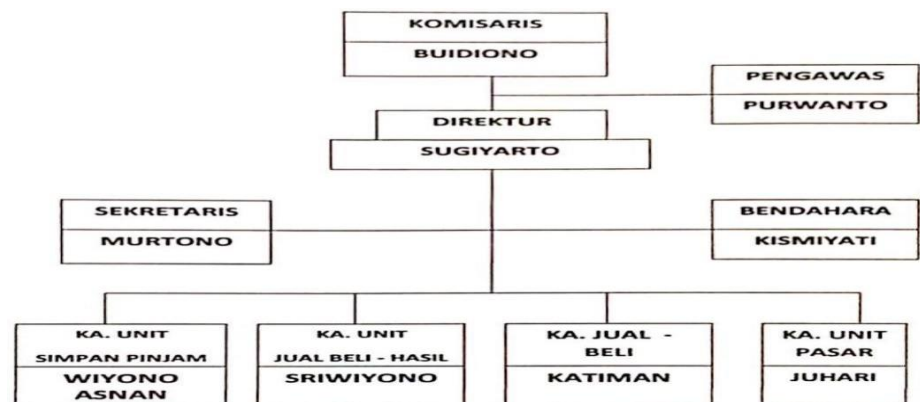 KOMISARIS
BUIDIONO
PENGAWAS
PURWANTO
DIREKTUR
SUGIYARTO
SEKRETARIS
MURTONO
BENDAHARA
KISMIYATI
KA. UNIT
SIMPAN PINJAM
WIYONO
ASNAN
KA. UNIT
JUAL BELI - HASIL
SRIWIYONO
KA. JUAL -
BELI
KATIMAN
KA. UNIT
PASAR
JUHARI